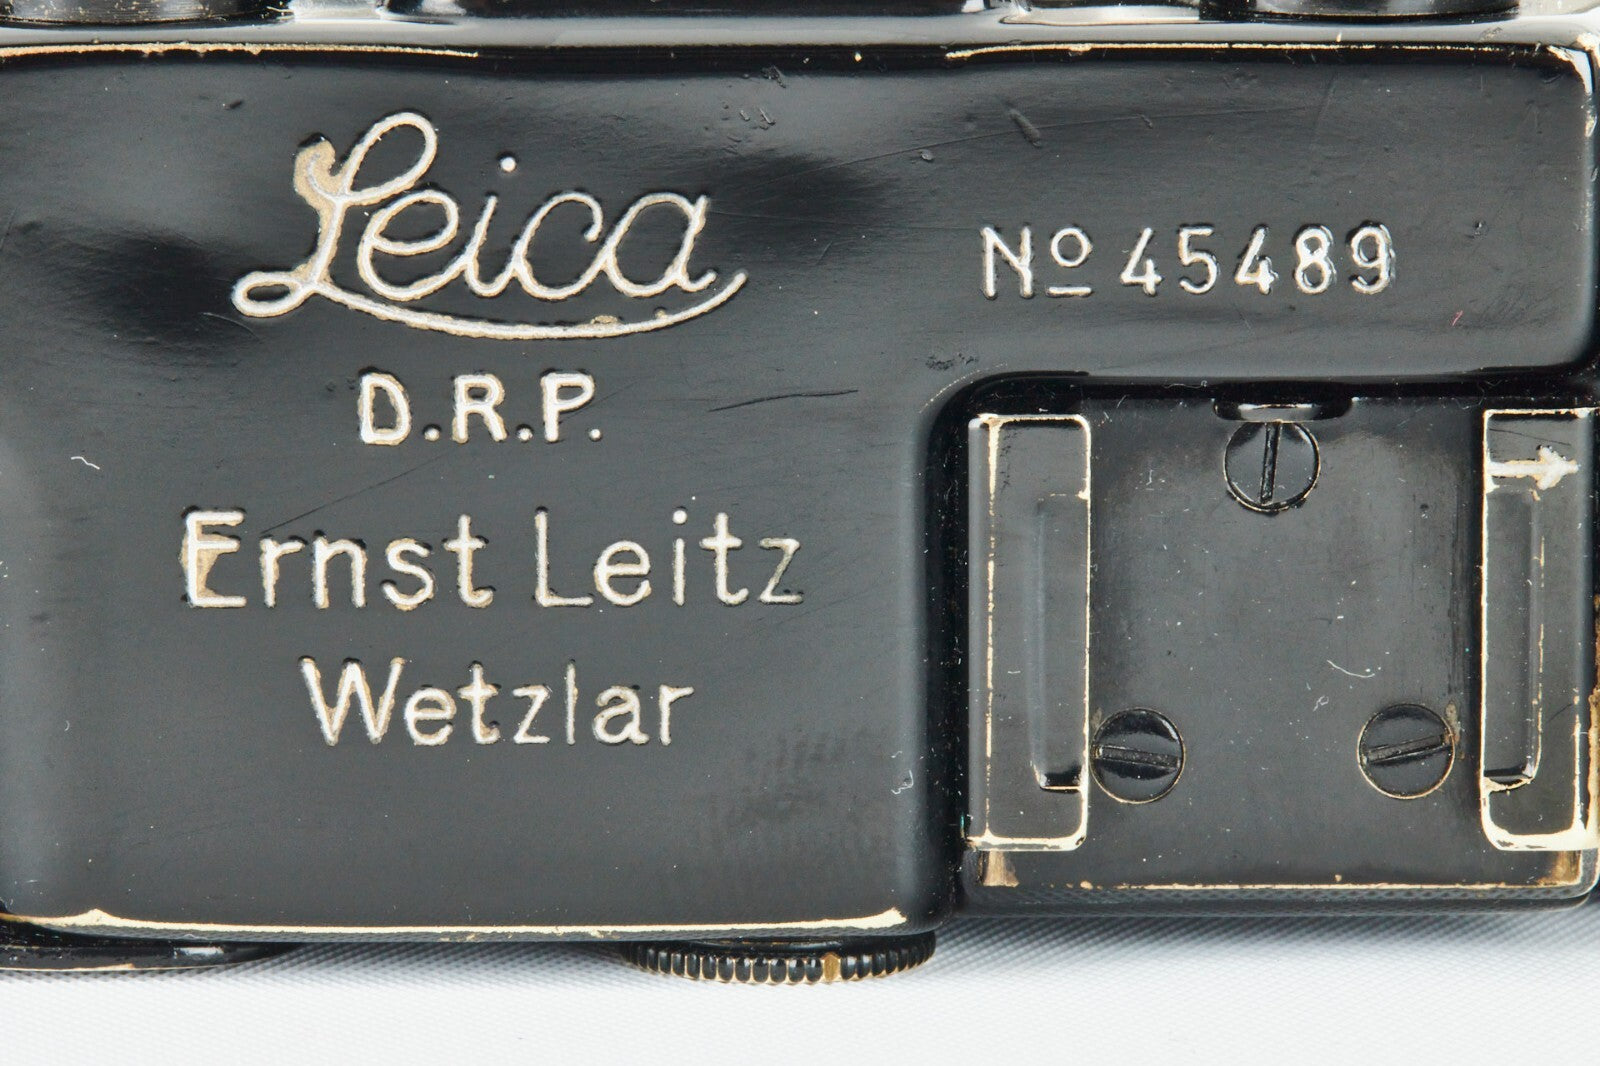 Leica
Nº 45489
D.R.P.
Ernst Leitz
Wetzlar